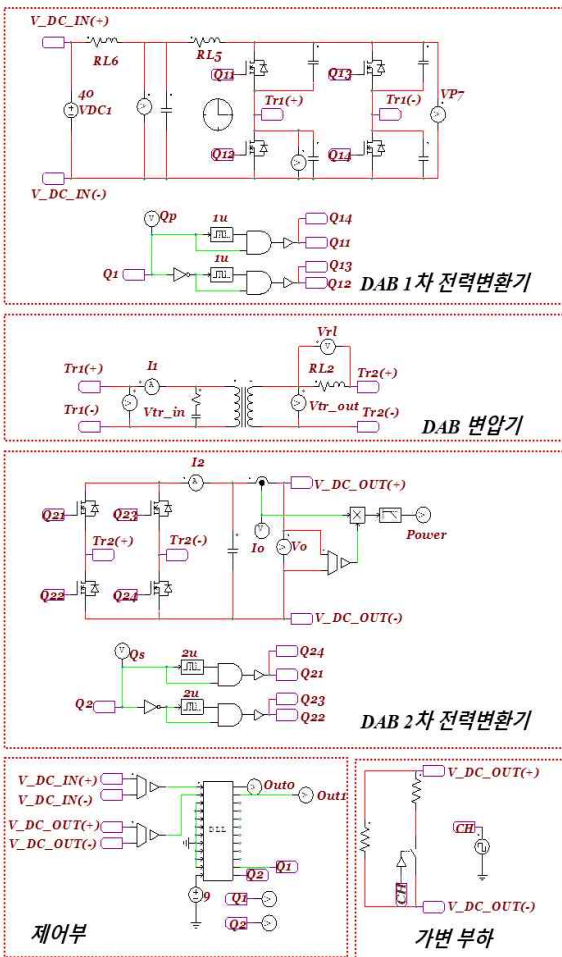 V_DC_IN(+)
RL6
RL5
Q11
Q13
40
VDC1
Tr1(+)
Tr1(-)
VP7
Q12
Q14
V_DC_IN(-)
V
Qp
1u
Q14
Q11
Q1
1u
Q13
Q12
DAB 1차 전력변환기
Vrl
V
Tr1(+)
I1
A
RL2
Tr2(+)
Tr1(-)
Vtr_in
Vtr_out
Tr2(-)
DAB 변압기
I2
A
V_DC_OUT(+)
Q21
Q23
Tr2(+)
Tr2(-)
Io
Vo
Power
Q22
Q24
V_DC_OUT(-)
V
Qs
2u
Q24
Q21
Q2
2u
Q23
Q22
DAB 2차 전력변환기
V_DC_IN(+)
V_DC_IN(-)
Out0
Out1
V_DC_OUT(+)
V_DC_OUT(-)
DLL
Q1
Q2
9
Q1
Q2
제어부
V_DC_OUT(+)
CH
CH
V_DC_OUT(-)
가변 부하